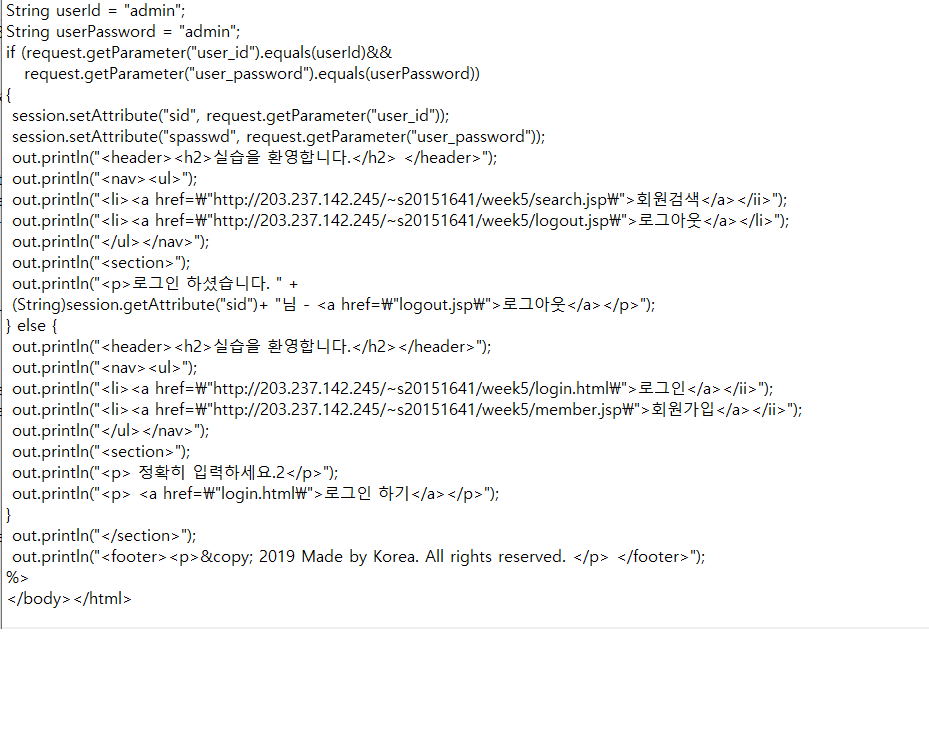 String userId = "admin";
String userPassword = "admin";
if (request.getParameter("user_id").equals(userId)&&
request.getParameter("user_password").equals(userPassword))
{
session.setAttribute("sid", request.getParameter("user_id"));
session.setAttribute("spasswd", request.getParameter("user_password"));
out.println("<header><h2>실습을 환영합니다.</h2> </header>");
out.println("<nav><ul>");
out.println("<li><a href=₩"http://203.237.142.245/~s20151641/week5/search.jsp₩">회원검색</a></ii>");
out.println("<li><a href=₩"http://203.237.142.245/~s20151641/week5/logout.jsp₩">로그아웃</a></li>");
out.println("</ul></nav>");
out.println("<section>");
out.println("<p>로그인 하셨습니다. " +
(String)session.getAttribute("sid")+ "님 - <a href=₩"logout.jsp₩">로그아웃</a></p>");
} else {
out.println("<header><h2>실습을 환영합니다.</h2></header>");
out.println("<nav><ul>");
out.println("<li><a href=₩"http://203.237.142.245/~s20151641/week5/login.html₩">로그인</a></ii>");
out.println("<li><a href=₩"http://203.237.142.245/~s20151641/week5/member.jsp₩">회원가입</a></ii>");
out.println("</ul></nav>");
out.println("<section>");
out.println("<p> 정확히 입력하세요.2</p>");
out.println("<p> <a href=₩"login.html₩">로그인 하기</a></p>");
}
out.println("</section>");
out.println("<footer><p>&copy; 2019 Made by Korea. All rights reserved. </p> </footer>");
%>
</body></html>